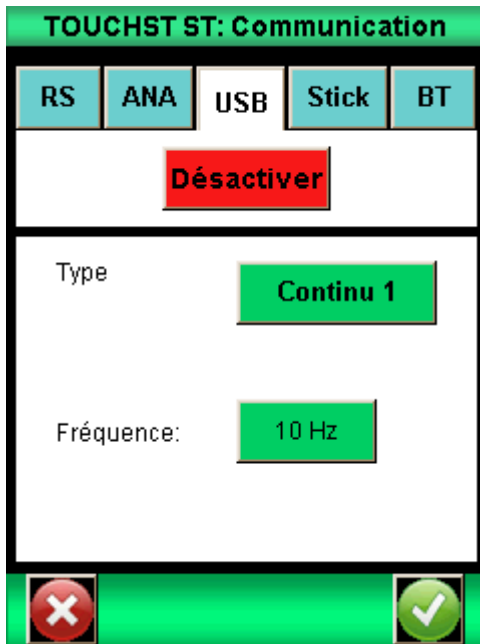 TOUCHST ST: Communication
RS ANA USB Stick BT
Désactiver
Type Continu 1
Fréquence: 10 Hz